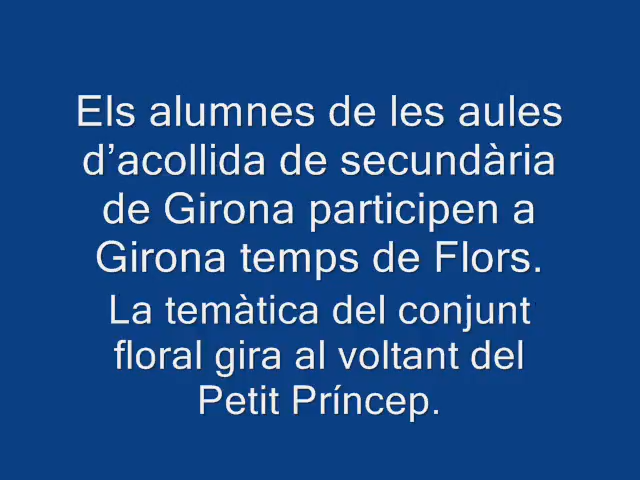 Els alumnes de les aules
d’acollida de secundària
de Girona participen a
Girona temps de Flors.
La temàtica del conjunt
floral gira al voltant del
Petit Príncep.